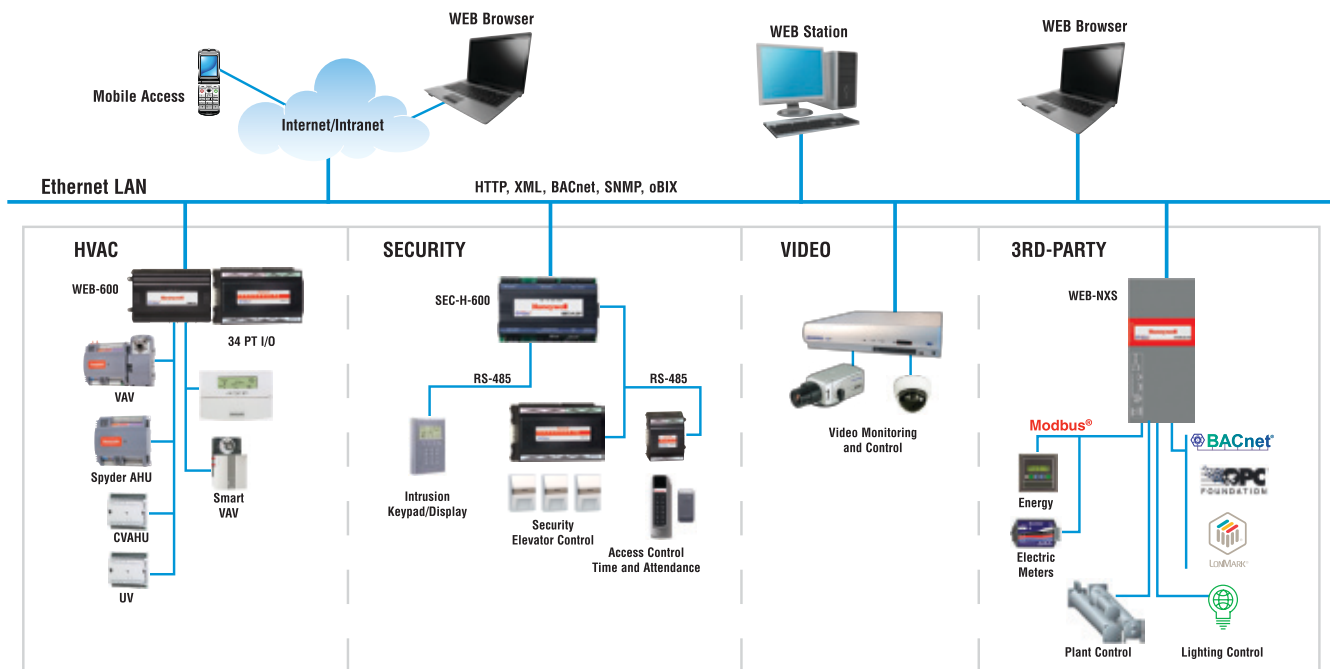 WEB Browser
Mobile Access
Internet/Intranet
WEB Station
WEB Browser
Ethernet LAN
HTTP, XML, BACnet, SNMP, oBIX
HVAC
WEB-600
34 PT I/O
VAV
Spyder AHU
Smart
VAV
CVAHU
UV
SECURITY
SEC-H-600
Honeywell
RS-485
RS-485
Intrusion
Keypad/Display
Security
Elevator Control
Access Control
Time and Attendance
VIDEO
Video Monitoring
and Control
3RD-PARTY
WEB-NXS
Honeywell
Modbus®
Energy
Electric
Meters
Plant Control
BACnet®
OPC
FOUNDATION
LONMARK®
Lighting Control